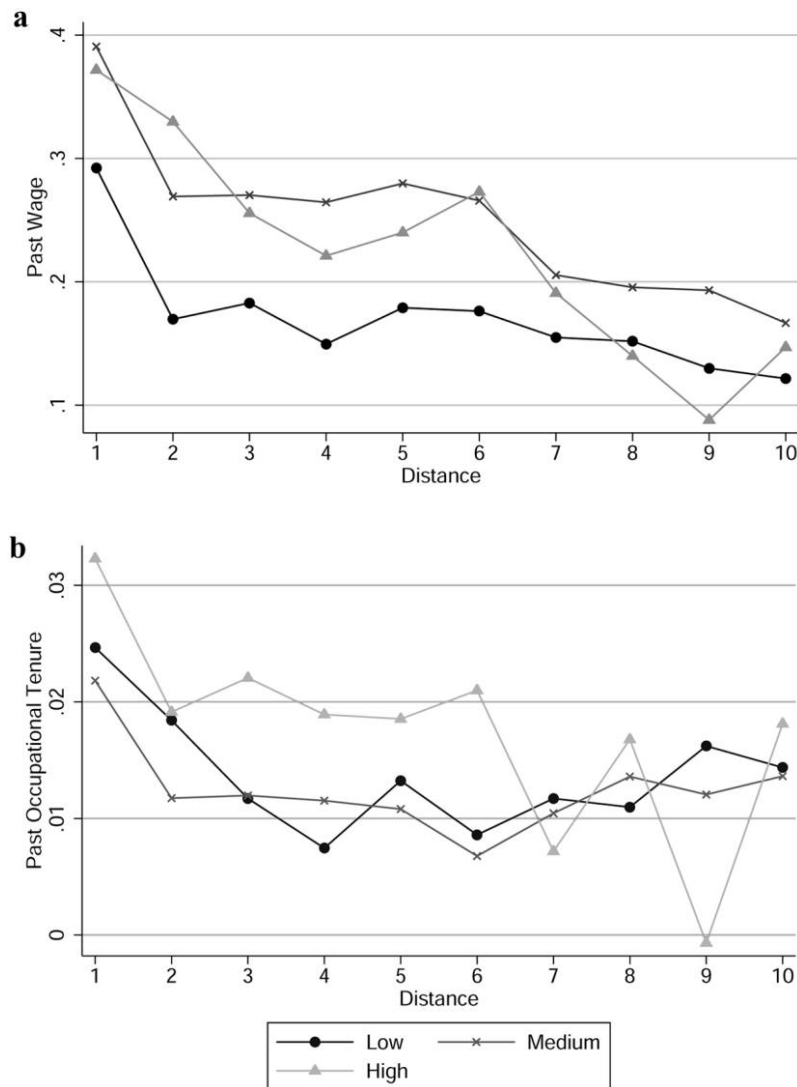 a
Past Wage
.4
.3
.2
.1
1 2 3 4 5 6 7 8 9 10
Distance
b
Past Occupational Tenure
.03
.02
.01
0
1 2 3 4 5 6 7 8 9 10
Distance
Low Medium
High